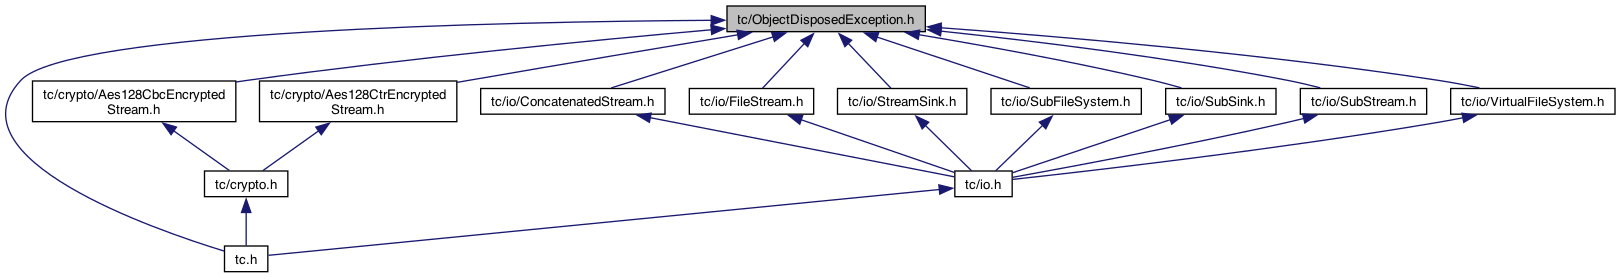 tc/ObjectDisposedException.h
tc/crypto/Aes128CbcEncrypted
Stream.h
tc/crypto/Aes128CtrEncrypted
Stream.h
tc/io/ConcatenatedStream.h
tc/io/FileStream.h
tc/io/StreamSink.h
tc/io/SubFileSystem.h
tc/io/SubSink.h
tc/io/SubStream.h
tc/io/VirtualFileSystem.h
tc/crypto.h
tc/io.h
tc.h